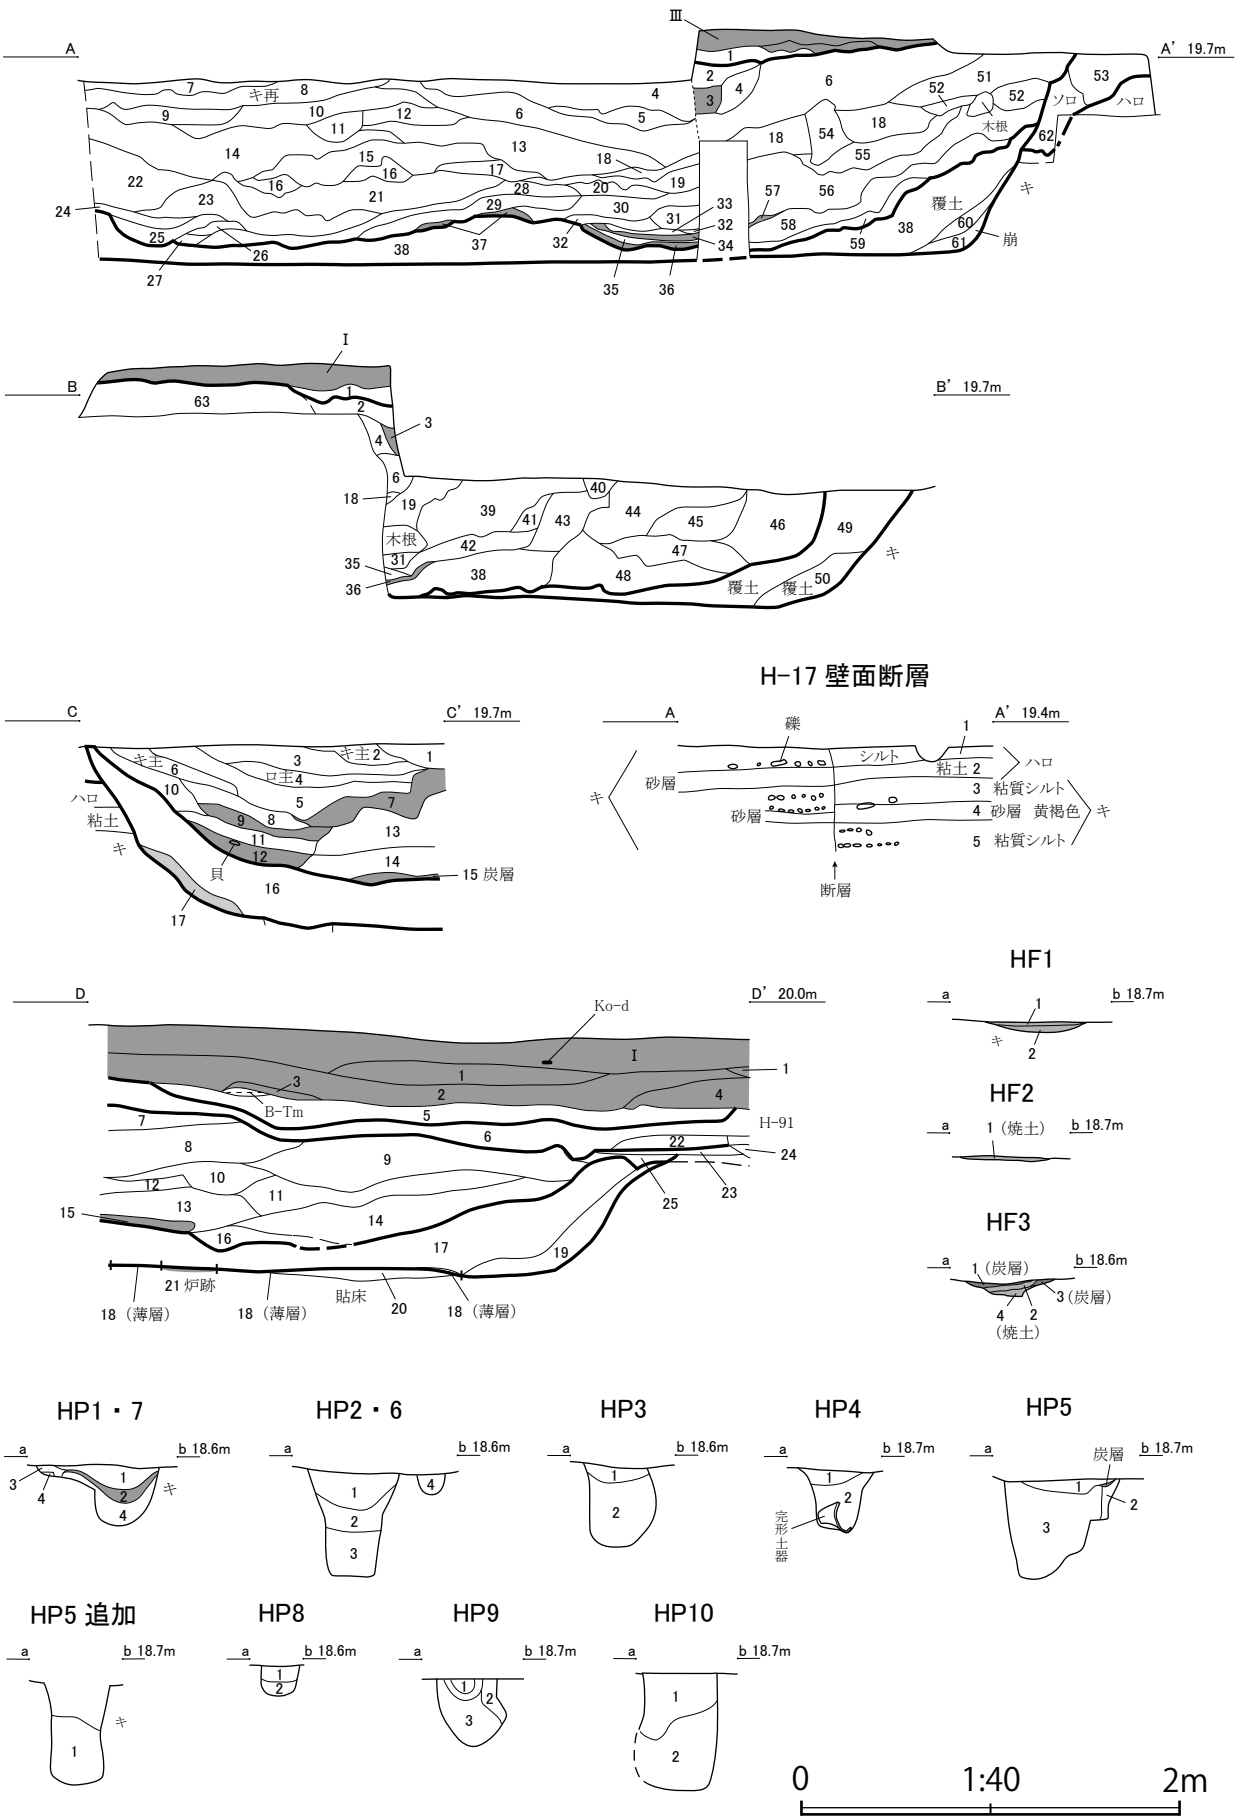 III
A
A’ 19.7m
1
2
3
4
6
51
52
52
53
ソロ
ハロ
木根
62
7
8
キ再
9
10
11
12
6
5
4
13
14
15
16
16
17
18
18
54
18
55
19
20
21
22
23
24
25
26
27
28
29
30
31
32
33
32
34
35
36
37
38
57
56
58
59
38
覆土
60
61
崩
キ
I
B
B’ 19.7m
63
1
2
3
4
6
18
19
木根
31
35
36
39
40
41
42
43
44
45
46
47
48
38
49
50
覆土
覆土
キ
H-17 壁面断層
C
C’ 19.7m
キ主
キ主 2
1
3
ロ主 4
5
6
7
8
9
10
11
12
13
14
15 炭層
16
17
貝
ハロ
粘土
キ
A
A’ 19.4m
礫
1
シルト
粘土 2
ハロ
砂層
3 粘質シルト
キ
砂層
4 砂層 黄褐色
キ
5 粘質シルト
断層
D
D’ 20.0m
Ko-d
I
1
1
2
3
4
B-Tm
5
H-91
6
7
8
9
10
11
12
13
14
15
16
17
19
22
23
24
25
18（薄層）
21 炉跡
18（薄層）
貼床
20
18（薄層）
HF1
a
b 18.7m
1
キ
2
HF2
a
b 18.7m
1（焼土）
HF3
a
b 18.6m
1（炭層）
3（炭層）
4
2
（焼土）
HP1・7
a
b 18.6m
1
2
3
4
4
キ
HP2・6
a
b 18.6m
1
2
3
4
HP3
a
b 18.6m
1
2
HP4
a
b 18.7m
1
2
完形土器
HP5
a
b 18.7m
炭層
1
2
3
HP5 追加
a
b 18.7m
キ
1
HP8
a
b 18.6m
1
2
HP9
a
b 18.7m
1
2
3
HP10
a
b 18.7m
1
2
0
1:40
2m